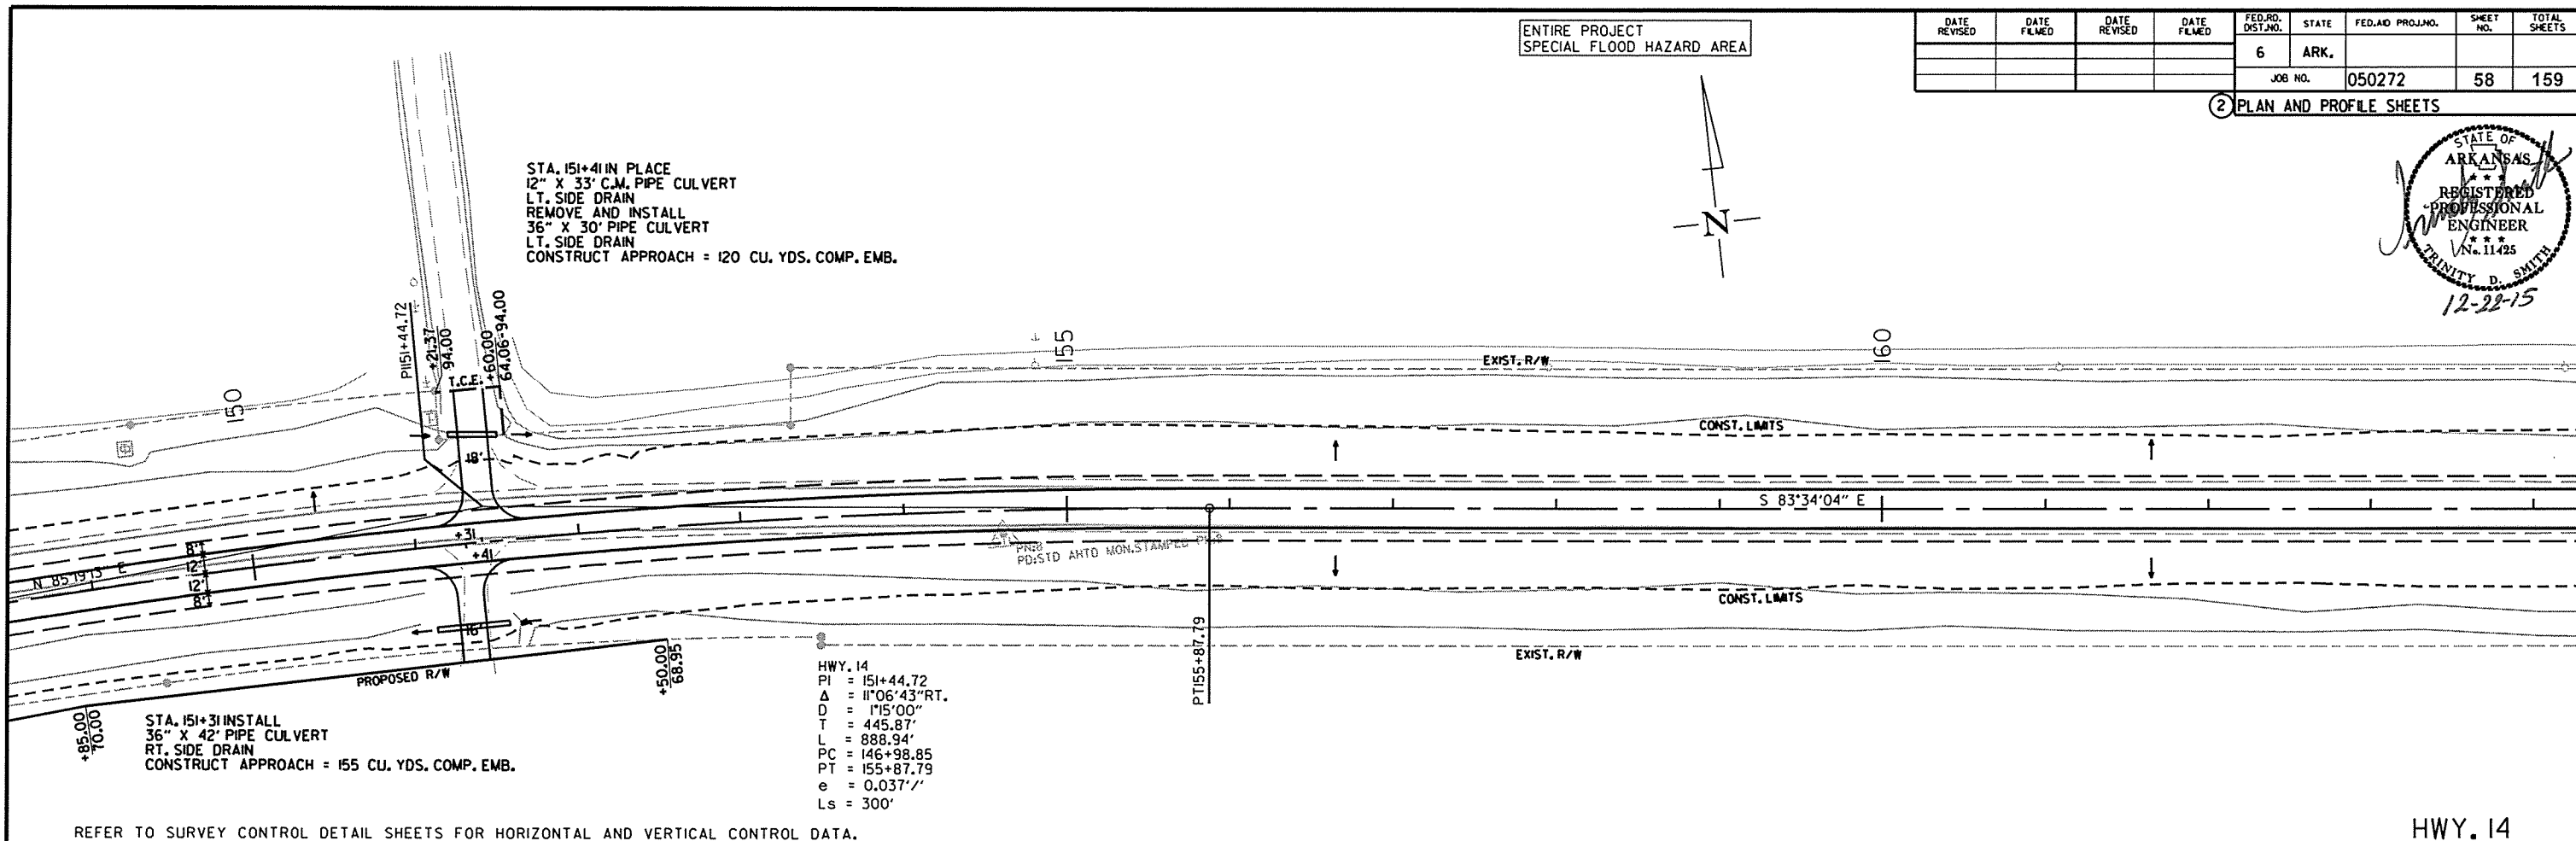 ENTIRE PROJECT
SPECIAL FLOOD HAZARD AREA
DATE REVISED
DATE FILMED
DATE REVISED
DATE FILMED
FED.RD. DIST.NO.
STATE
FED.AID PROJ.NO.
SHEET NO.
TOTAL SHEETS
6
ARK.
JOB NO.
050272
58
159
2 PLAN AND PROFILE SHEETS
STATE OF
ARKANSAS
★ ★ ★
REGISTERED
PROFESSIONAL
ENGINEER
★ ★ ★
No. 11425
TRINITY D. SMITH
12-22-15
N
STA. 151+41 IN PLACE
12" X 33' C.M. PIPE CULVERT
LT. SIDE DRAIN
REMOVE AND INSTALL
36" X 30' PIPE CULVERT
LT. SIDE DRAIN
CONSTRUCT APPROACH = 120 CU. YDS. COMP. EMB.
PI151+44.72
+21.37
94.00
+60.00
64.06-94.00
T.C.E.
150
155
160
EXIST. R/W
CONST. LIMITS
18'
S 83°34'04" E
+31
+41
N 85°19'13" E
8'
12'
12'
8'
PN:8
PD:STD AHTD MON.STAMPED
CONST. LIMITS
16'
PROPOSED R/W
EXIST. R/W
+50.00
68.95
PT155+87.79
+85.00
70.00
STA. 151+31 INSTALL
36" X 42' PIPE CULVERT
RT. SIDE DRAIN
CONSTRUCT APPROACH = 155 CU. YDS. COMP. EMB.
HWY. 14
PI = 151+44.72
Δ = 11°06'43"RT.
D = 1°15'00"
T = 445.87'
L = 888.94'
PC = 146+98.85
PT = 155+87.79
e = 0.037'/'
Ls = 300'
REFER TO SURVEY CONTROL DETAIL SHEETS FOR HORIZONTAL AND VERTICAL CONTROL DATA.
HWY. 14